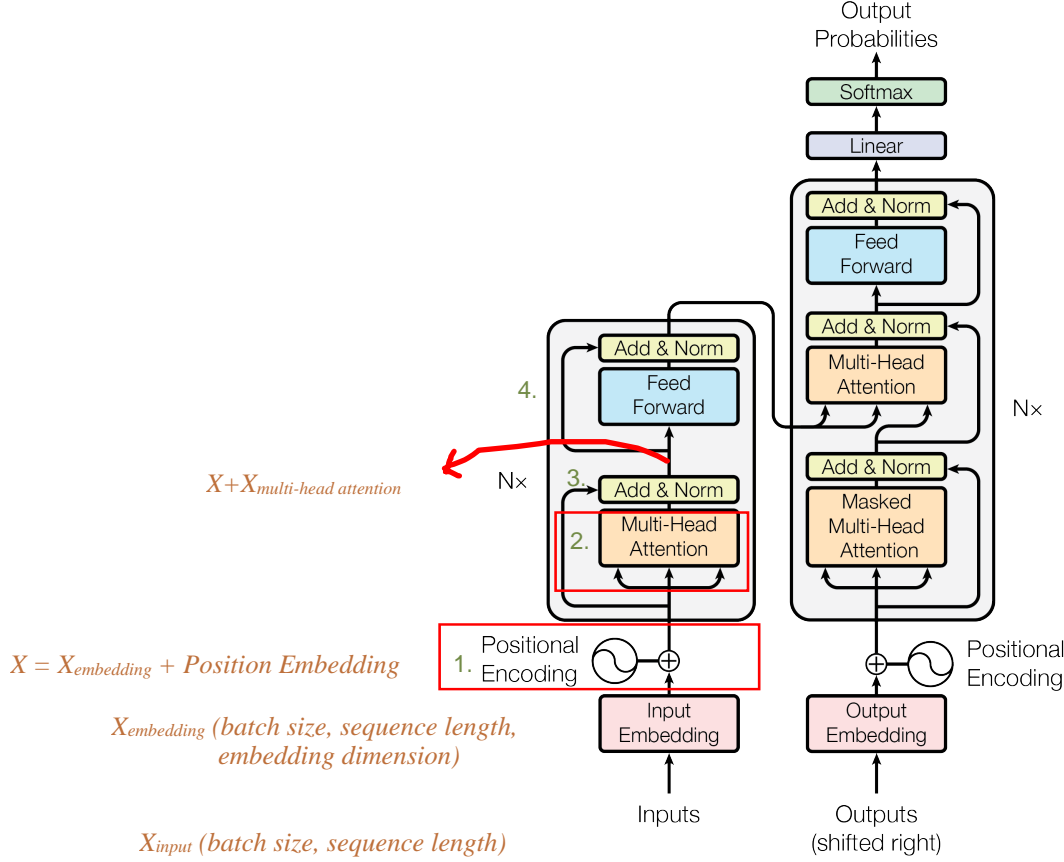 Output
Probabilities
Softmax
Linear
Add & Norm
Feed
Forward
Add & Norm
Multi-Head
Attention
Add & Norm
Masked
Multi-Head
Attention
N×
Add & Norm
Feed
Forward
4.
X+Xmulti-head attention
N×
3.
Add & Norm
2.
Multi-Head
Attention
1.
Positional
Encoding
Positional
Encoding
X = Xembedding + Position Embedding
Xembedding (batch size, sequence length,
embedding dimension)
Input
Embedding
Output
Embedding
Inputs
Outputs
(shifted right)
Xinput (batch size, sequence length)